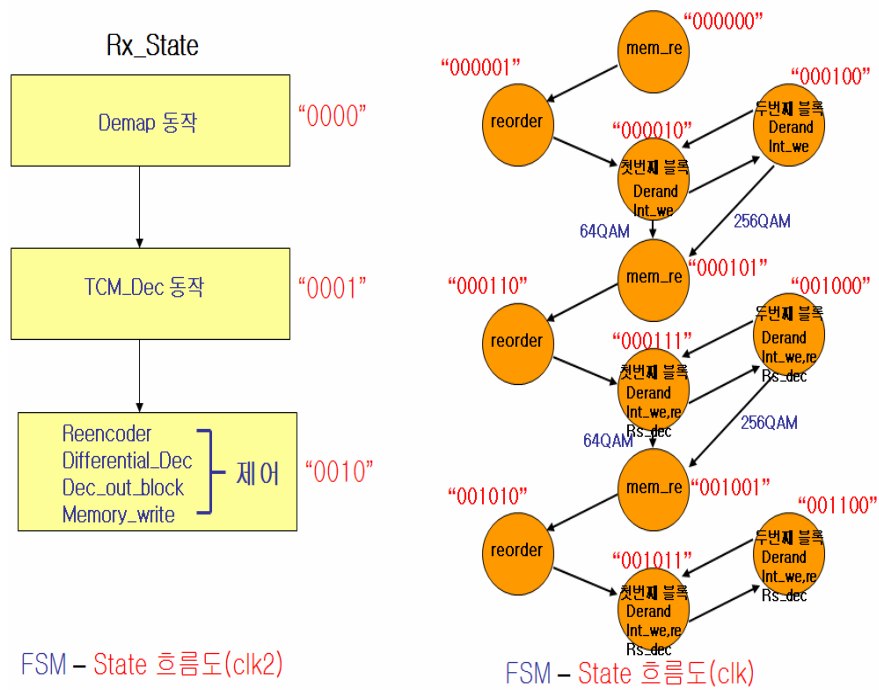 Rx_State
Demap 동작
“0000”
TCM_Dec 동작
“0001”
Reencoder
Differential_Dec
Dec_out_block
Memory_write
제어
“0010”
FSM – State 흐름도(clk2)
“000000”
mem_re
“000001”
reorder
“000010”
첫번째 블록
Derand
Int_we
“000100”
두번째 블록
Derand
Int_we
64QAM
256QAM
mem_re
“000101”
“000110”
reorder
“000111”
첫번째 블록
Derand
Int_we,re
Rs_dec
“001000”
두번째 블록
Derand
Int_we,re
Rs_dec
64QAM
256QAM
mem_re
“001001”
“001010”
reorder
“001011”
첫번째 블록
Derand
Int_we,re
Rs_dec
“001100”
두번째 블록
Derand
Int_we,re
Rs_dec
FSM – State 흐름도(clk)